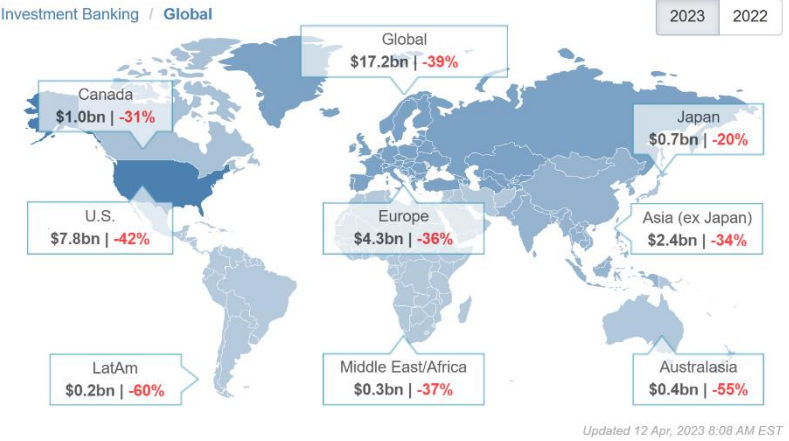 Investment Banking / Global
2023 2022
Global
$17.2bn | -39%
Canada
$1.0bn | -31%
Japan
$0.7bn | -20%
U.S.
$7.8bn | -42%
Europe
$4.3bn | -36%
Asia (ex Japan)
$2.4bn | -34%
LatAm
$0.2bn | -60%
Middle East/Africa
$0.3bn | -37%
Australasia
$0.4bn | -55%
Updated 12 Apr, 2023 8:08 AM EST